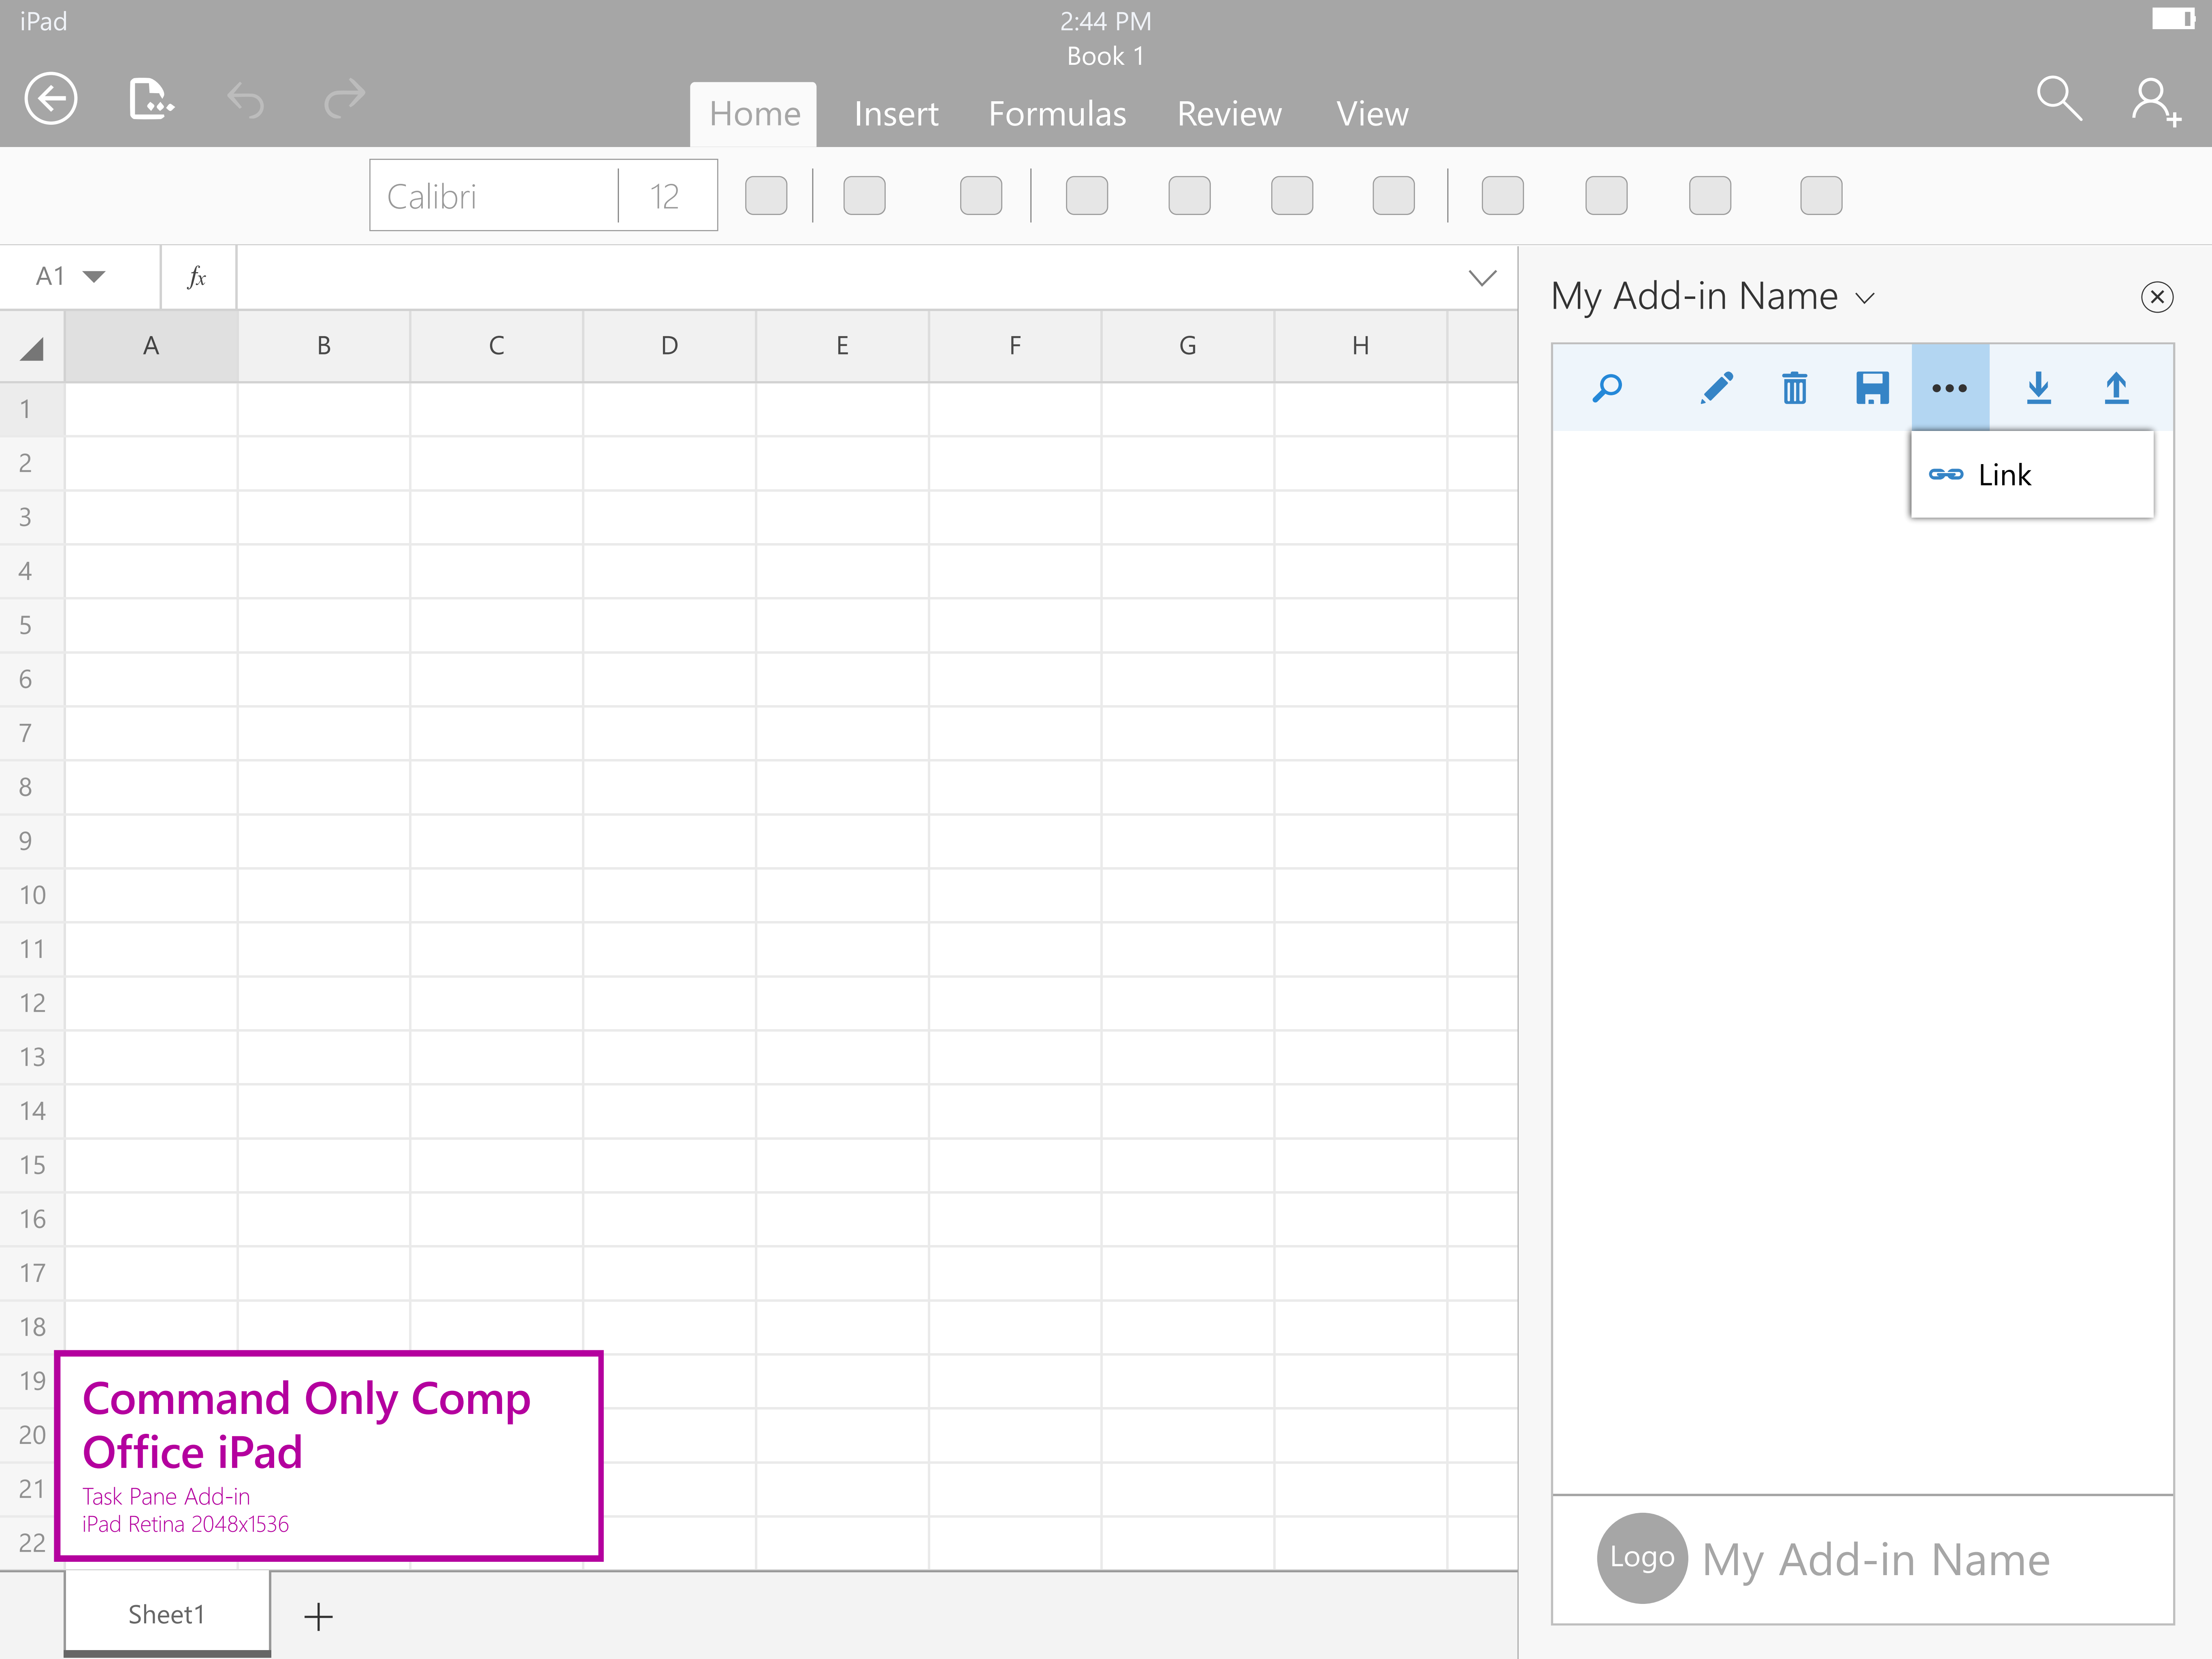 iPad
2:44 PM
Book 1
Home Insert Formulas Review View
Calibri 12
A1 fx
My Add-in Name
A B C D E F G H
Link
1
2
3
4
5
6
7
8
9
10
11
12
13
14
15
16
17
18
19
20
21
22
Command Only Comp
Office iPad
Task Pane Add-in
iPad Retina 2048x1536
Logo My Add-in Name
Sheet1